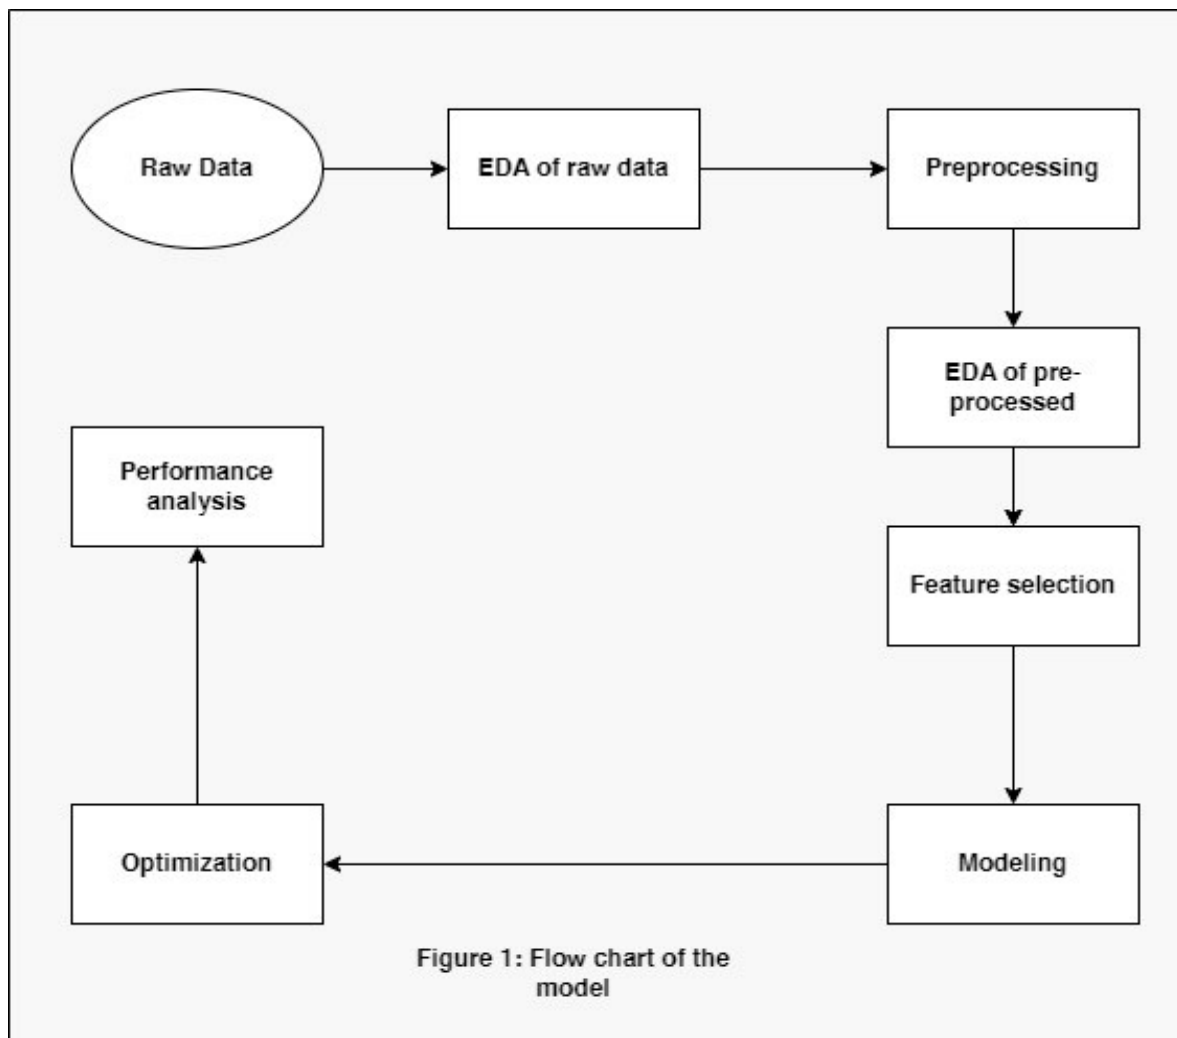 Raw Data
EDA of raw data
Preprocessing
EDA of pre-
processed
Feature selection
Modeling
Optimization
Performance
analysis
Figure 1: Flow chart of the
model